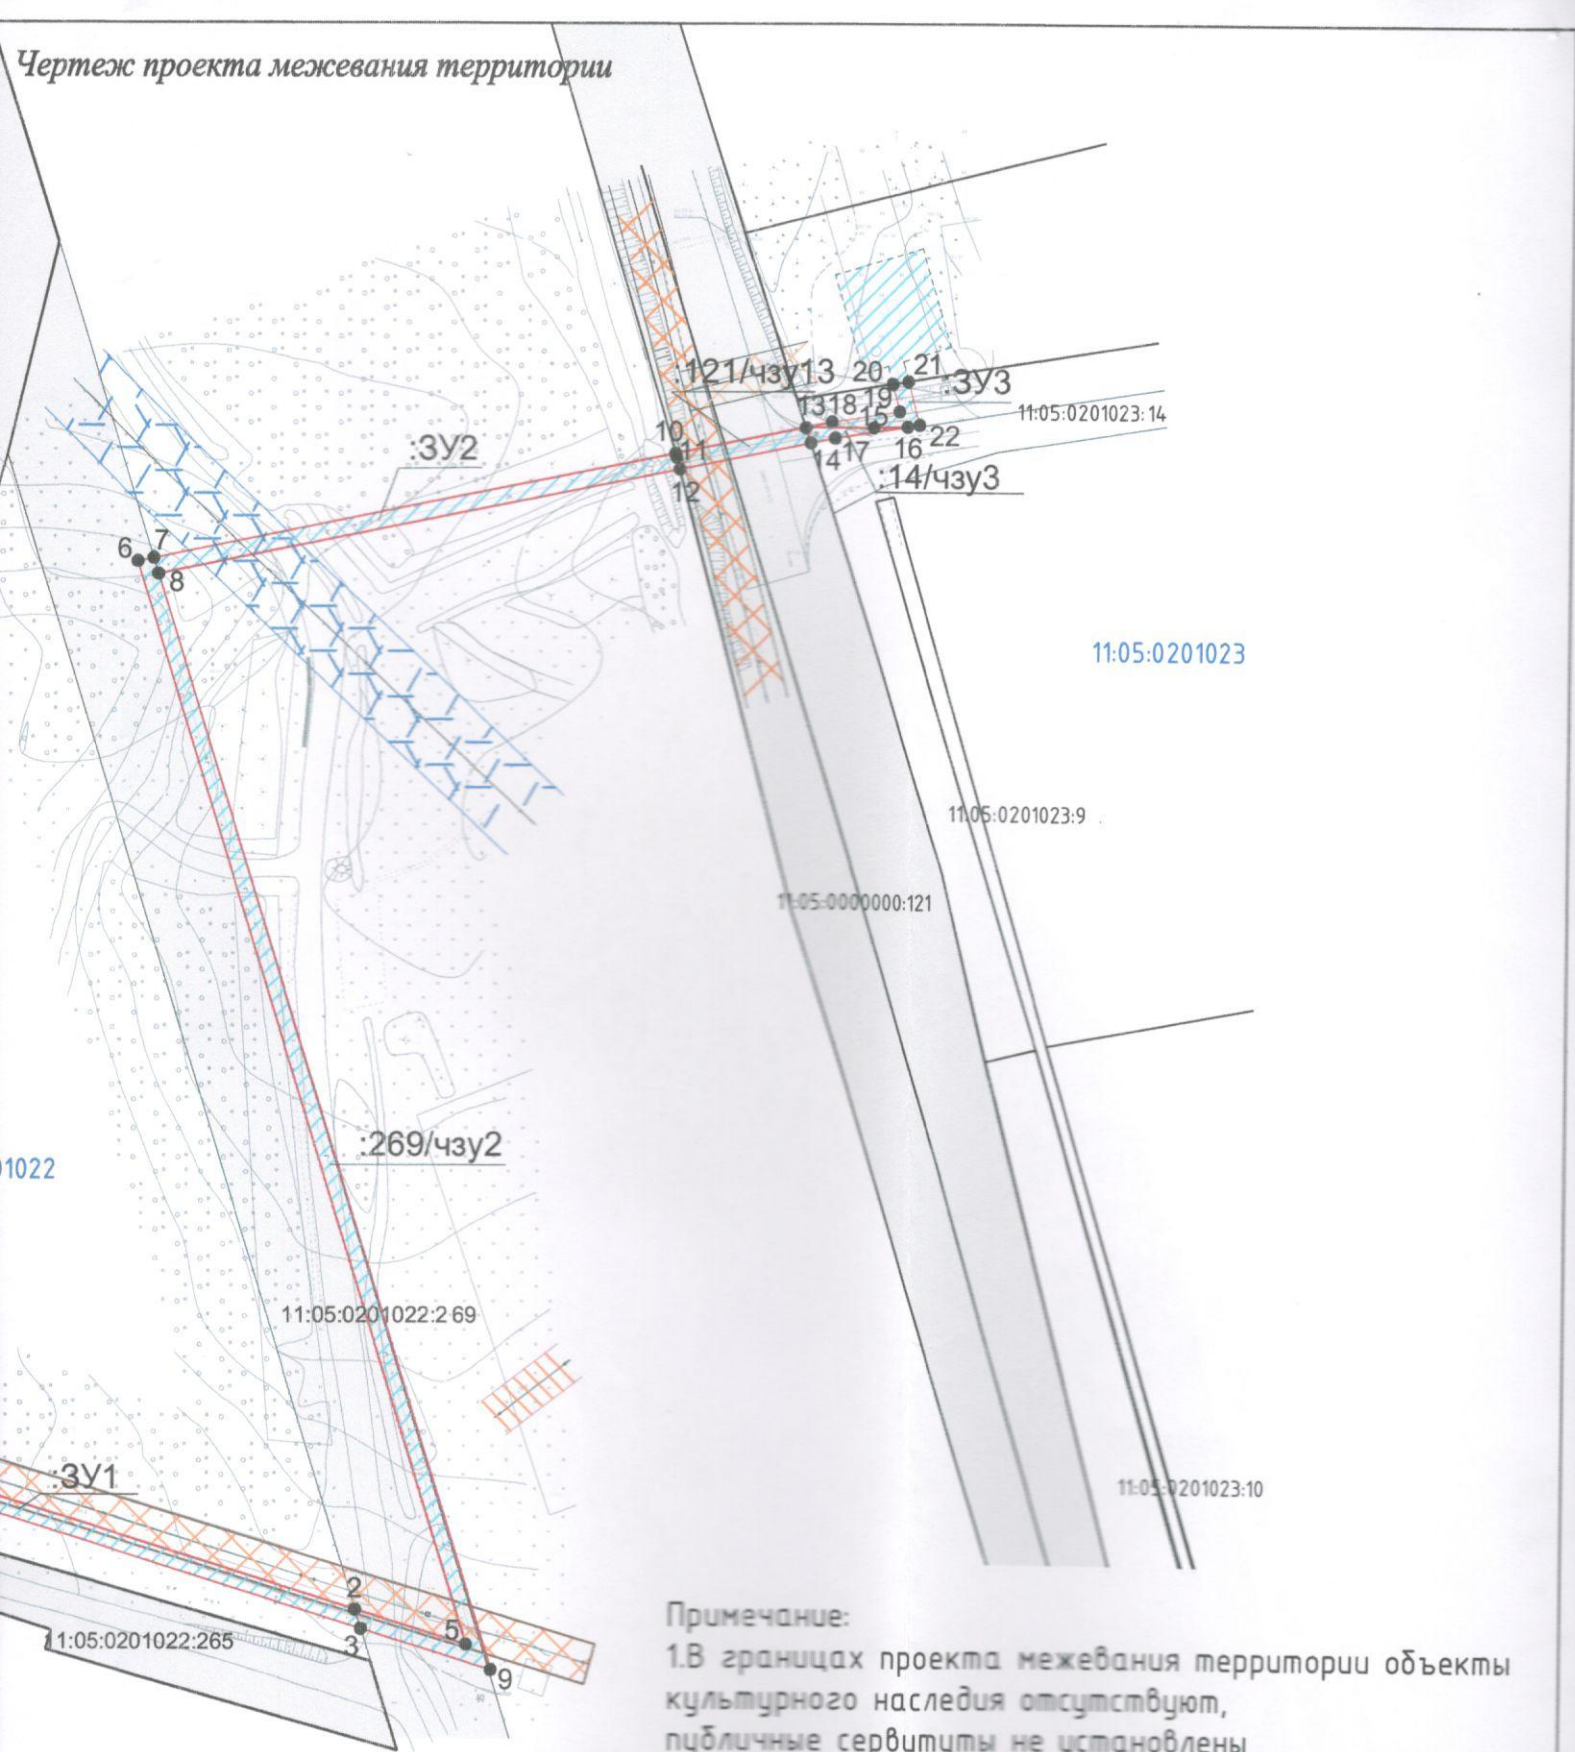 Чертеж проекта межевания территории
:121/чзу13
20
21
:ЗУ3
13
18
19
15
11:05:0201023:14
10
11
:ЗУ2
14
17
16
22
12
:14/чзу3
6
7
8
11:05:0201023
11:05:0201023:9
11:05:0000000:121
:269/чзу2
1022
11:05:0201022:269
:ЗУ1
11:05:0201023:10
2
3
5
11:05:0201022:265
9
Примечание:
1.В границах проекта межевания территории объекты
культурного наследия отсутствуют,
публичные сервитуты не установлены